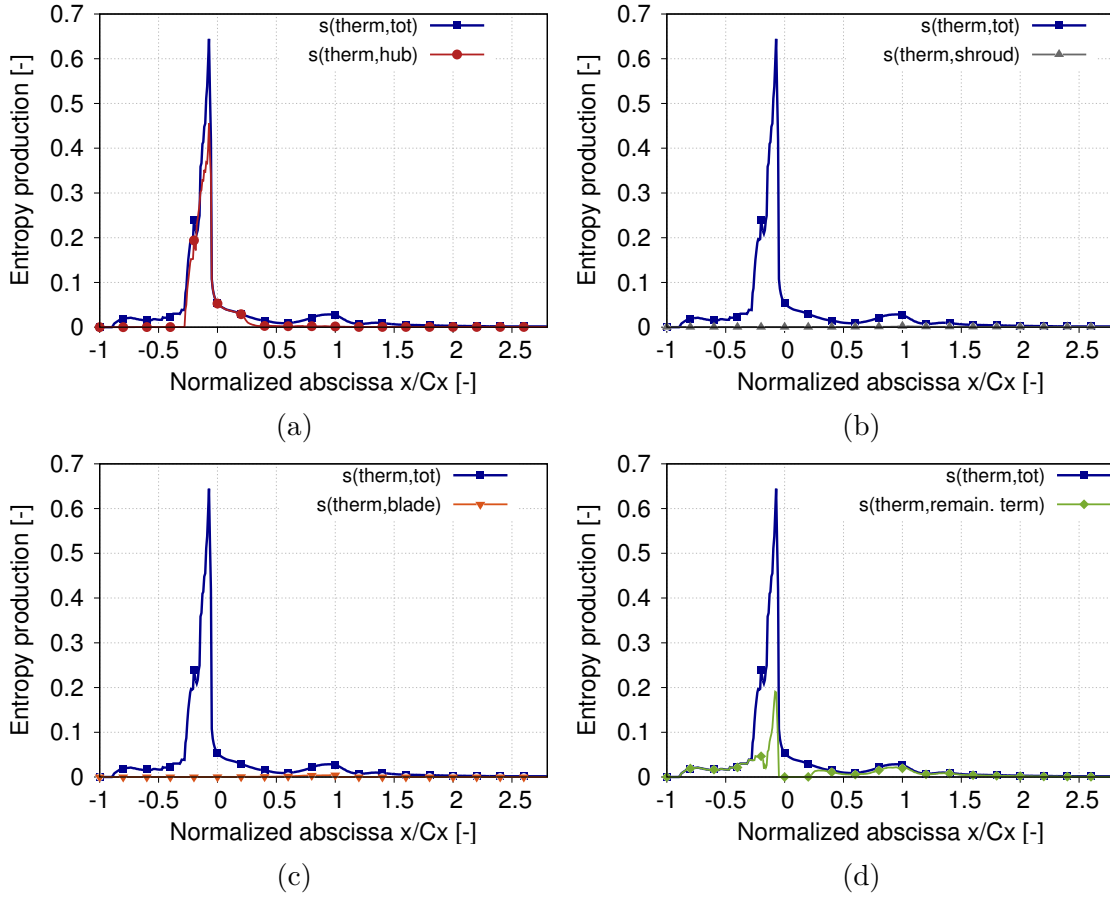 0.7
0.6
0.5
0.4
0.3
0.2
0.1
0
Entropy production [-]
s(therm,tot)
s(therm,hub)
-1 -0.5 0 0.5 1 1.5 2 2.5
Normalized abscissa x/Cx [-]
(a)
0.7
0.6
0.5
0.4
0.3
0.2
0.1
0
Entropy production [-]
s(therm,tot)
s(therm,shroud)
-1 -0.5 0 0.5 1 1.5 2 2.5
Normalized abscissa x/Cx [-]
(b)
0.7
0.6
0.5
0.4
0.3
0.2
0.1
0
Entropy production [-]
s(therm,tot)
s(therm,blade)
-1 -0.5 0 0.5 1 1.5 2 2.5
Normalized abscissa x/Cx [-]
(c)
0.7
0.6
0.5
0.4
0.3
0.2
0.1
0
Entropy production [-]
s(therm,tot)
s(therm,remain. term)
-1 -0.5 0 0.5 1 1.5 2 2.5
Normalized abscissa x/Cx [-]
(d)